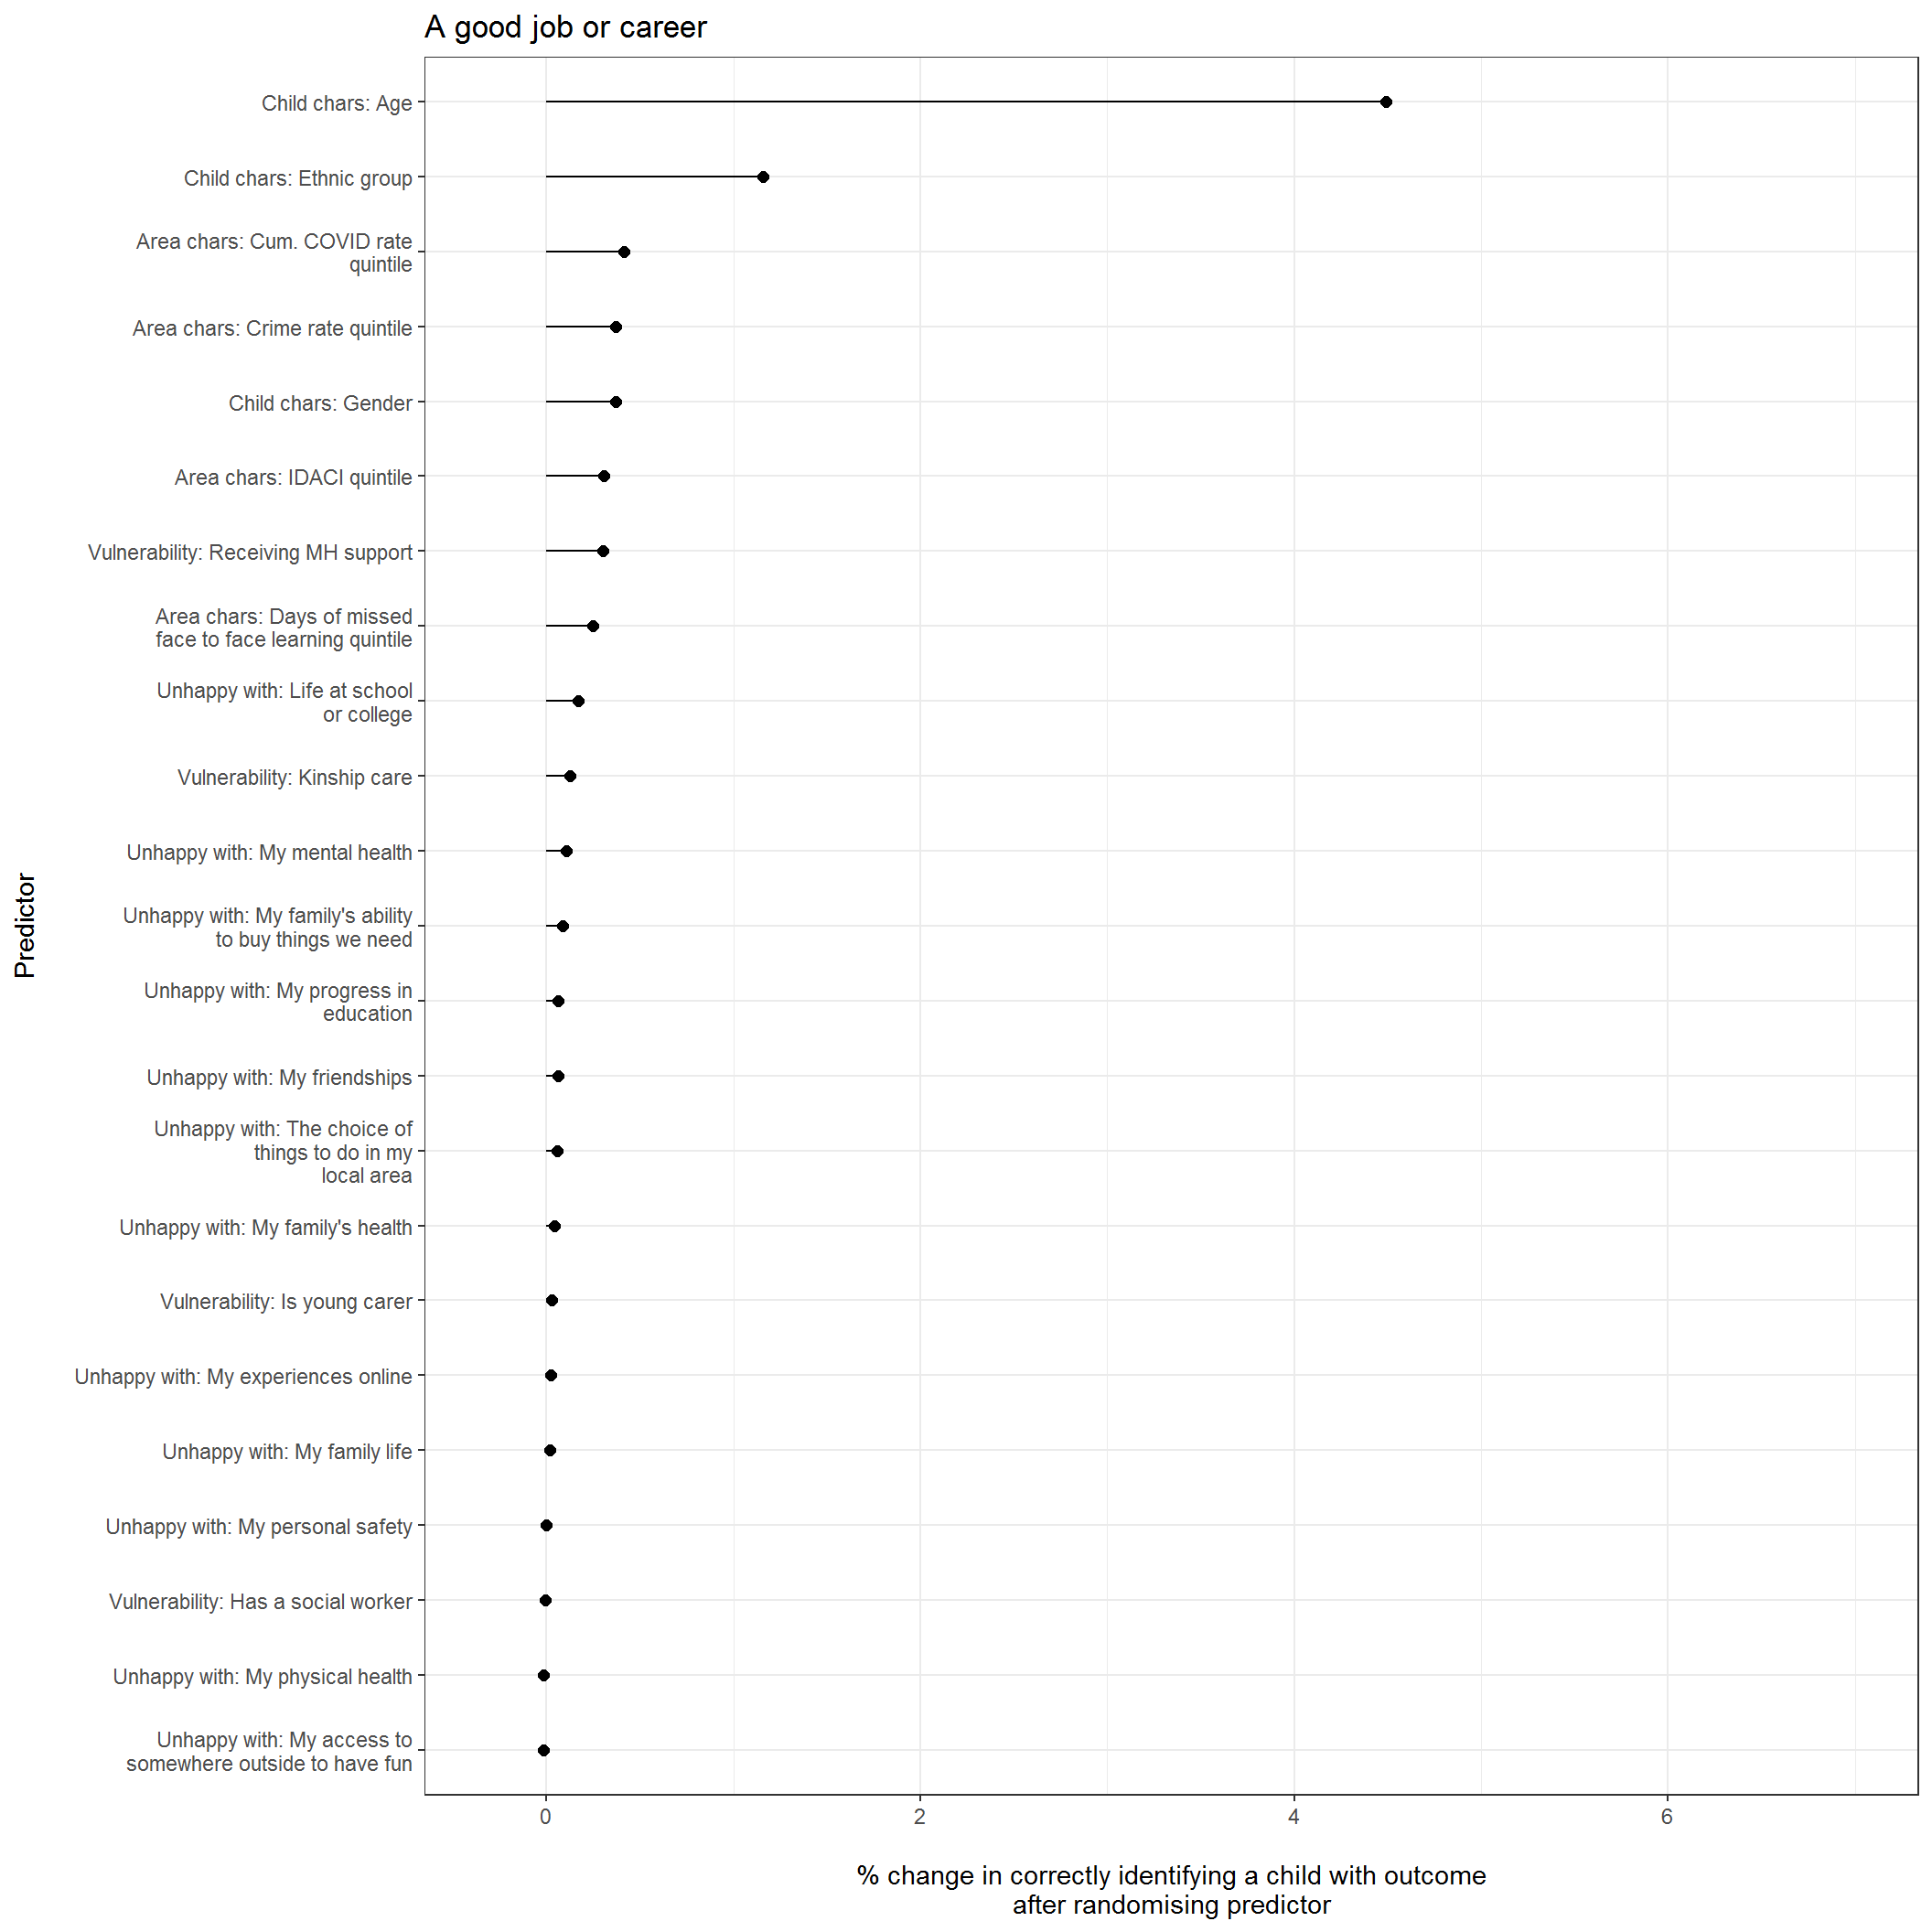 A good job or career
Child chars: Age
Child chars: Ethnic group
Area chars: Cum. COVID rate
quintile
Area chars: Crime rate quintile
Child chars: Gender
Area chars: IDACI quintile
Vulnerability: Receiving MH support
Area chars: Days of missed
face to face learning quintile
Unhappy with: Life at school
or college
Vulnerability: Kinship care
Unhappy with: My mental health
Unhappy with: My family's ability
to buy things we need
Unhappy with: My progress in
education
Unhappy with: My friendships
Unhappy with: The choice of
things to do in my
local area
Unhappy with: My family's health
Vulnerability: Is young carer
Unhappy with: My experiences online
Unhappy with: My family life
Unhappy with: My personal safety
Vulnerability: Has a social worker
Unhappy with: My physical health
Unhappy with: My access to
somewhere outside to have fun
Predictor
0 2 4 6
% change in correctly identifying a child with outcome
after randomising predictor